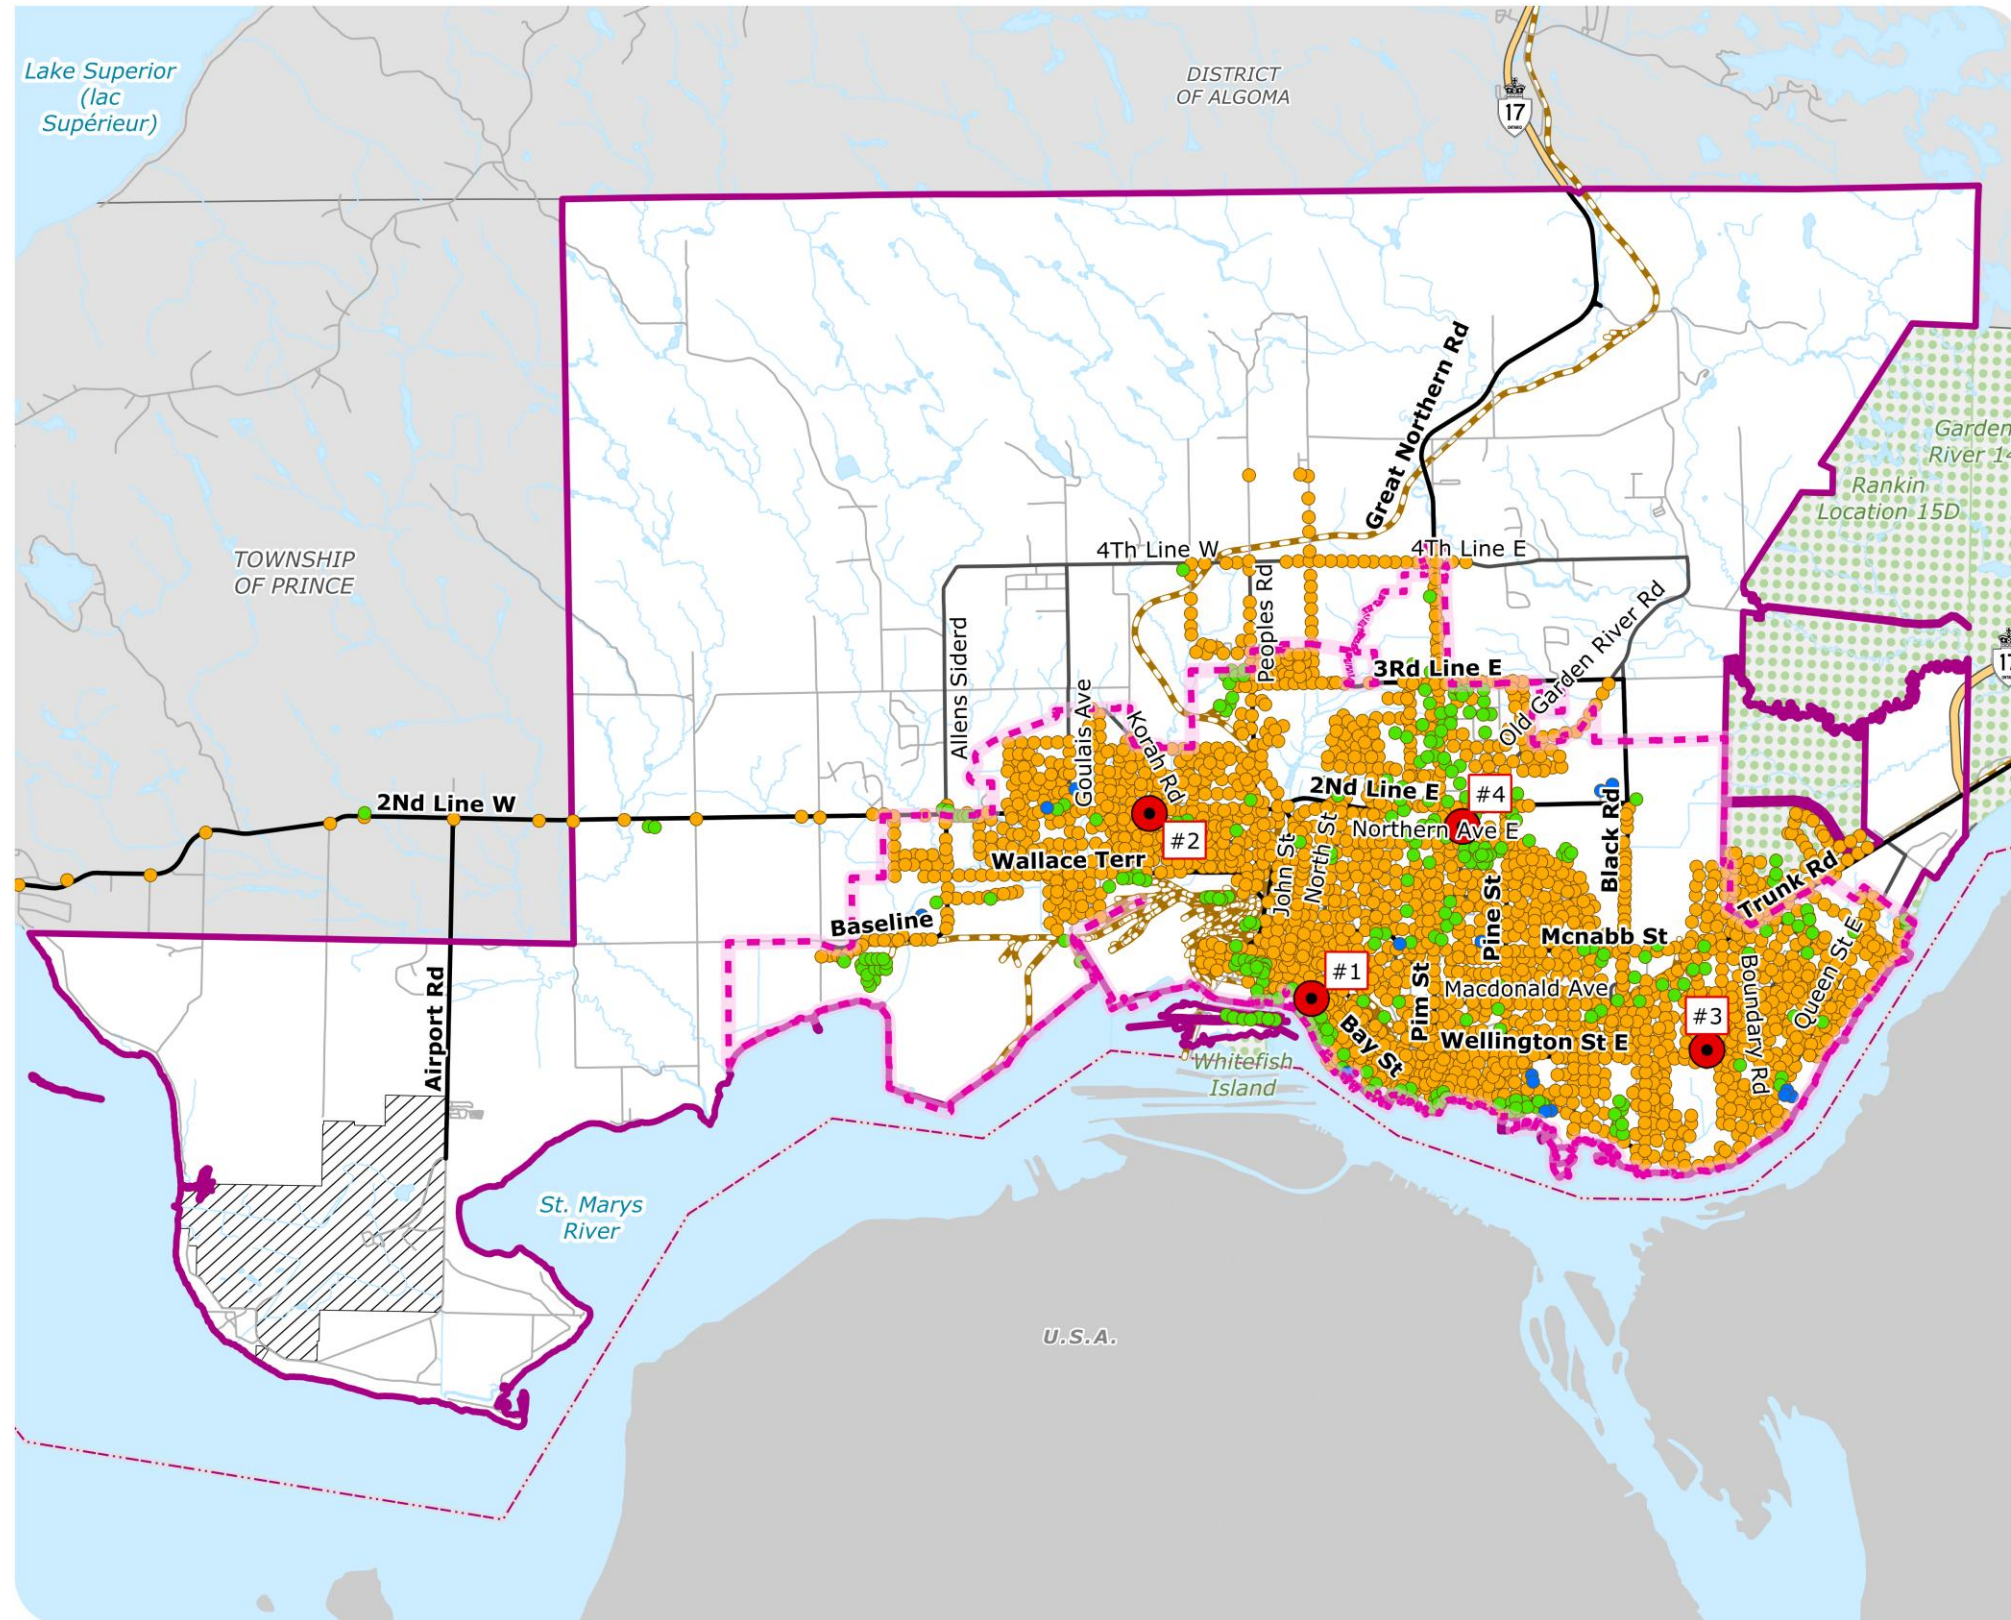 Lake Superior
(lac
Supérieur)
DISTRICT
OF ALGOMA
17
ONTARIO
Great Northern Rd
Garden
River 14
Rankin
Location 15D
TOWNSHIP
OF PRINCE
4Th Line W
4Th Line E
Peoples Rd
Old Garden River Rd
3Rd Line E
Allens Siderd
Goulais Ave
Korah Rd
17
2Nd Line W
2Nd Line E
#4
Northern Ave E
#2
Wallace Terr
John St
North St
Black Rd
Pine St
Trunk Rd
Baseline
Mcnabb St
Queen St E
#1
Macdonald Ave
Boundary Rd
Pim St
#3
Airport Rd
Bay St
Wellington St E
Whitefish
Island
St. Marys
River
U.S.A.